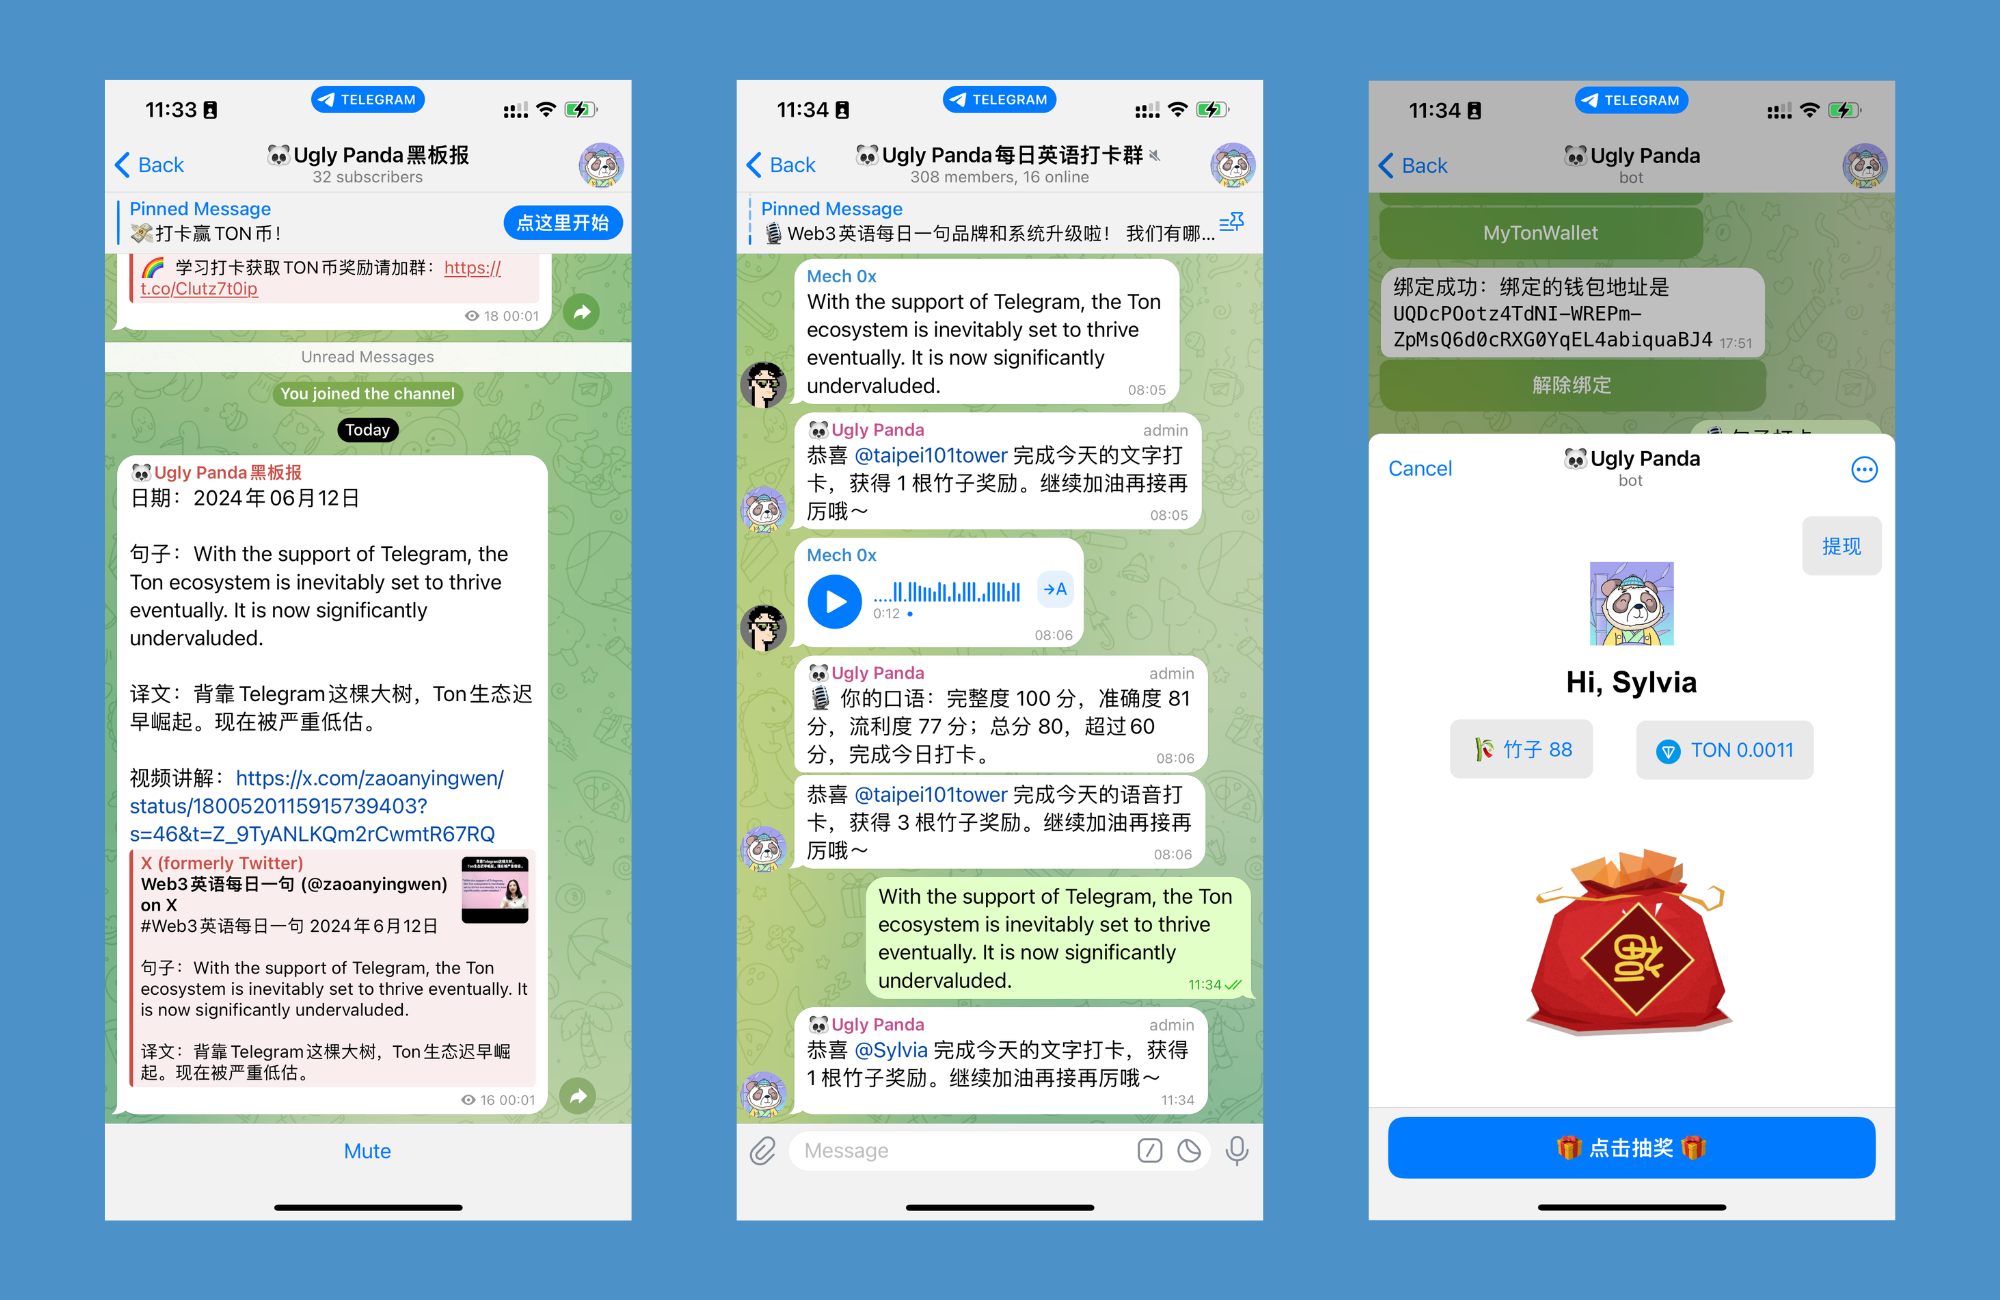 11:33
TELEGRAM
Back
🐼Ugly Panda黑板报
32 subscribers
Pinned Message
💸打卡赢TON币！
点这里开始
🌈 学习打卡获取TON币奖励请加群：https://
t.co/Clutz7t0ip
18 00:01
Unread Messages
You joined the channel
Today
🐼Ugly Panda黑板报
日期：2024年06月12日
句子：With the support of Telegram, the
Ton ecosystem is inevitably set to thrive
eventually. It is now significantly
undervalued.
译文：背靠Telegram这棵大树，Ton生态迟
早崛起。现在被严重低估。
视频讲解：https://x.com/zaoanyingwen/
status/1800520115915739403?
s=46&t=Z_9TyANLKQm2rCwmtR67RQ
X (formerly Twitter)
Web3英语每日一句 (@zaoanyingwen)
on X
#Web3英语每日一句 2024年6月12日
句子：With the support of Telegram, the Ton
ecosystem is inevitably set to thrive eventually. It
is now significantly undervalued.
译文：背靠Telegram这棵大树，Ton生态迟早崛
起。现在被严重低估。
16 00:01
Mute
11:34
TELEGRAM
Back
🐼Ugly Panda每日英语打卡群
308 members, 16 online
Pinned Message
🎙️Web3英语每日一句品牌和系统升级啦！ 我们有哪...
Mech 0x
With the support of Telegram, the Ton
ecosystem is inevitably set to thrive
eventually. It is now significantly
undervalued.
08:05
🐼Ugly Panda
admin
恭喜 @taipei101tower 完成今天的文字打
卡，获得 1 根竹子奖励。继续加油再接再
厉哦～
08:05
Mech 0x
→A
0:12
08:06
🐼Ugly Panda
admin
🎙️ 你的口语：完整度 100 分，准确度 81
分，流利度 77 分；总分 80，超过60
分，完成今日打卡。
08:06
恭喜 @taipei101tower 完成今天的语音打
卡，获得 3 根竹子奖励。继续加油再接再
厉哦～
08:06
With the support of Telegram, the Ton
ecosystem is inevitably set to thrive
eventually. It is now significantly
undervalued.
11:34
🐼Ugly Panda
admin
恭喜 @Sylvia 完成今天的文字打卡，获得
1 根竹子奖励。继续加油再接再厉哦～
11:34
Message
11:34
TELEGRAM
Back
🐼Ugly Panda
bot
MyTonWallet
绑定成功：绑定的钱包地址是
UQDcPOotz4TdNI-WREPm-
ZpMsQ6d0cRXG0YqEL4abiquaBJ4
17:51
解除绑定
Cancel
🐼Ugly Panda
bot
提现
Hi, Sylvia
竹子 88
TON 0.0011
福
🎁 点击抽奖 🎁